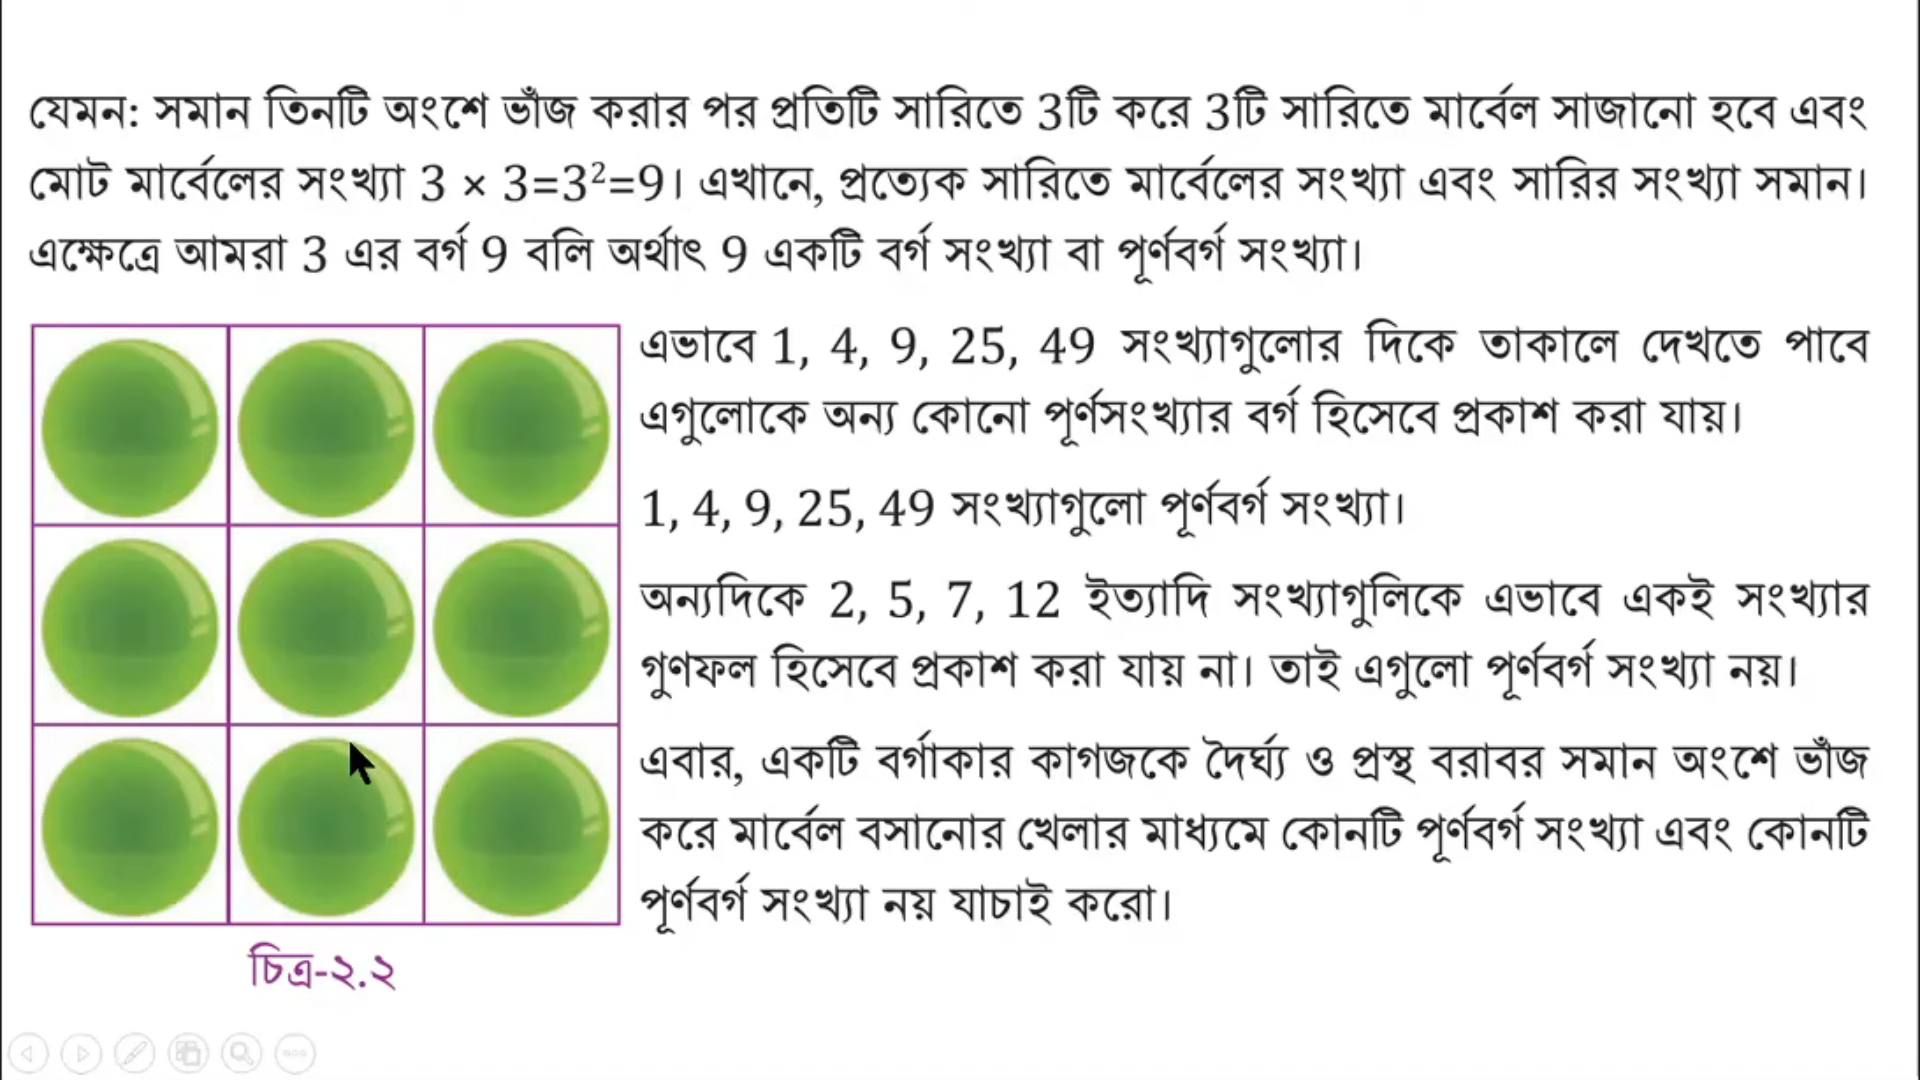 যেমন: সমান তিনটি অংশে ভাঁজ করার পর প্রতিটি সারিতে 3টি করে 3টি সারিতে মার্বেল সাজানো হবে এবং
মোট মার্বেলের সংখ্যা 3 × 3=3²=9। এখানে, প্রত্যেক সারিতে মার্বেলের সংখ্যা এবং সারির সংখ্যা সমান।
এক্ষেত্রে আমরা 3 এর বর্গ 9 বলি অর্থাৎ 9 একটি বর্গ সংখ্যা বা পূর্ণবর্গ সংখ্যা।
এভাবে 1, 4, 9, 25, 49 সংখ্যাগুলোর দিকে তাকালে দেখতে পাবে
এগুলোকে অন্য কোনো পূর্ণসংখ্যার বর্গ হিসেবে প্রকাশ করা যায়।
1, 4, 9, 25, 49 সংখ্যাগুলো পূর্ণবর্গ সংখ্যা।
অন্যদিকে 2, 5, 7, 12 ইত্যাদি সংখ্যাগুলিকে এভাবে একই সংখ্যার
গুণফল হিসেবে প্রকাশ করা যায় না। তাই এগুলো পূর্ণবর্গ সংখ্যা নয়।
এবার, একটি বর্গাকার কাগজকে দৈর্ঘ্য ও প্রস্থ বরাবর সমান অংশে ভাঁজ
করে মার্বেল বসানোর খেলার মাধ্যমে কোনটি পূর্ণবর্গ সংখ্যা এবং কোনটি
পূর্ণবর্গ সংখ্যা নয় যাচাই করো।
চিত্র-২.২